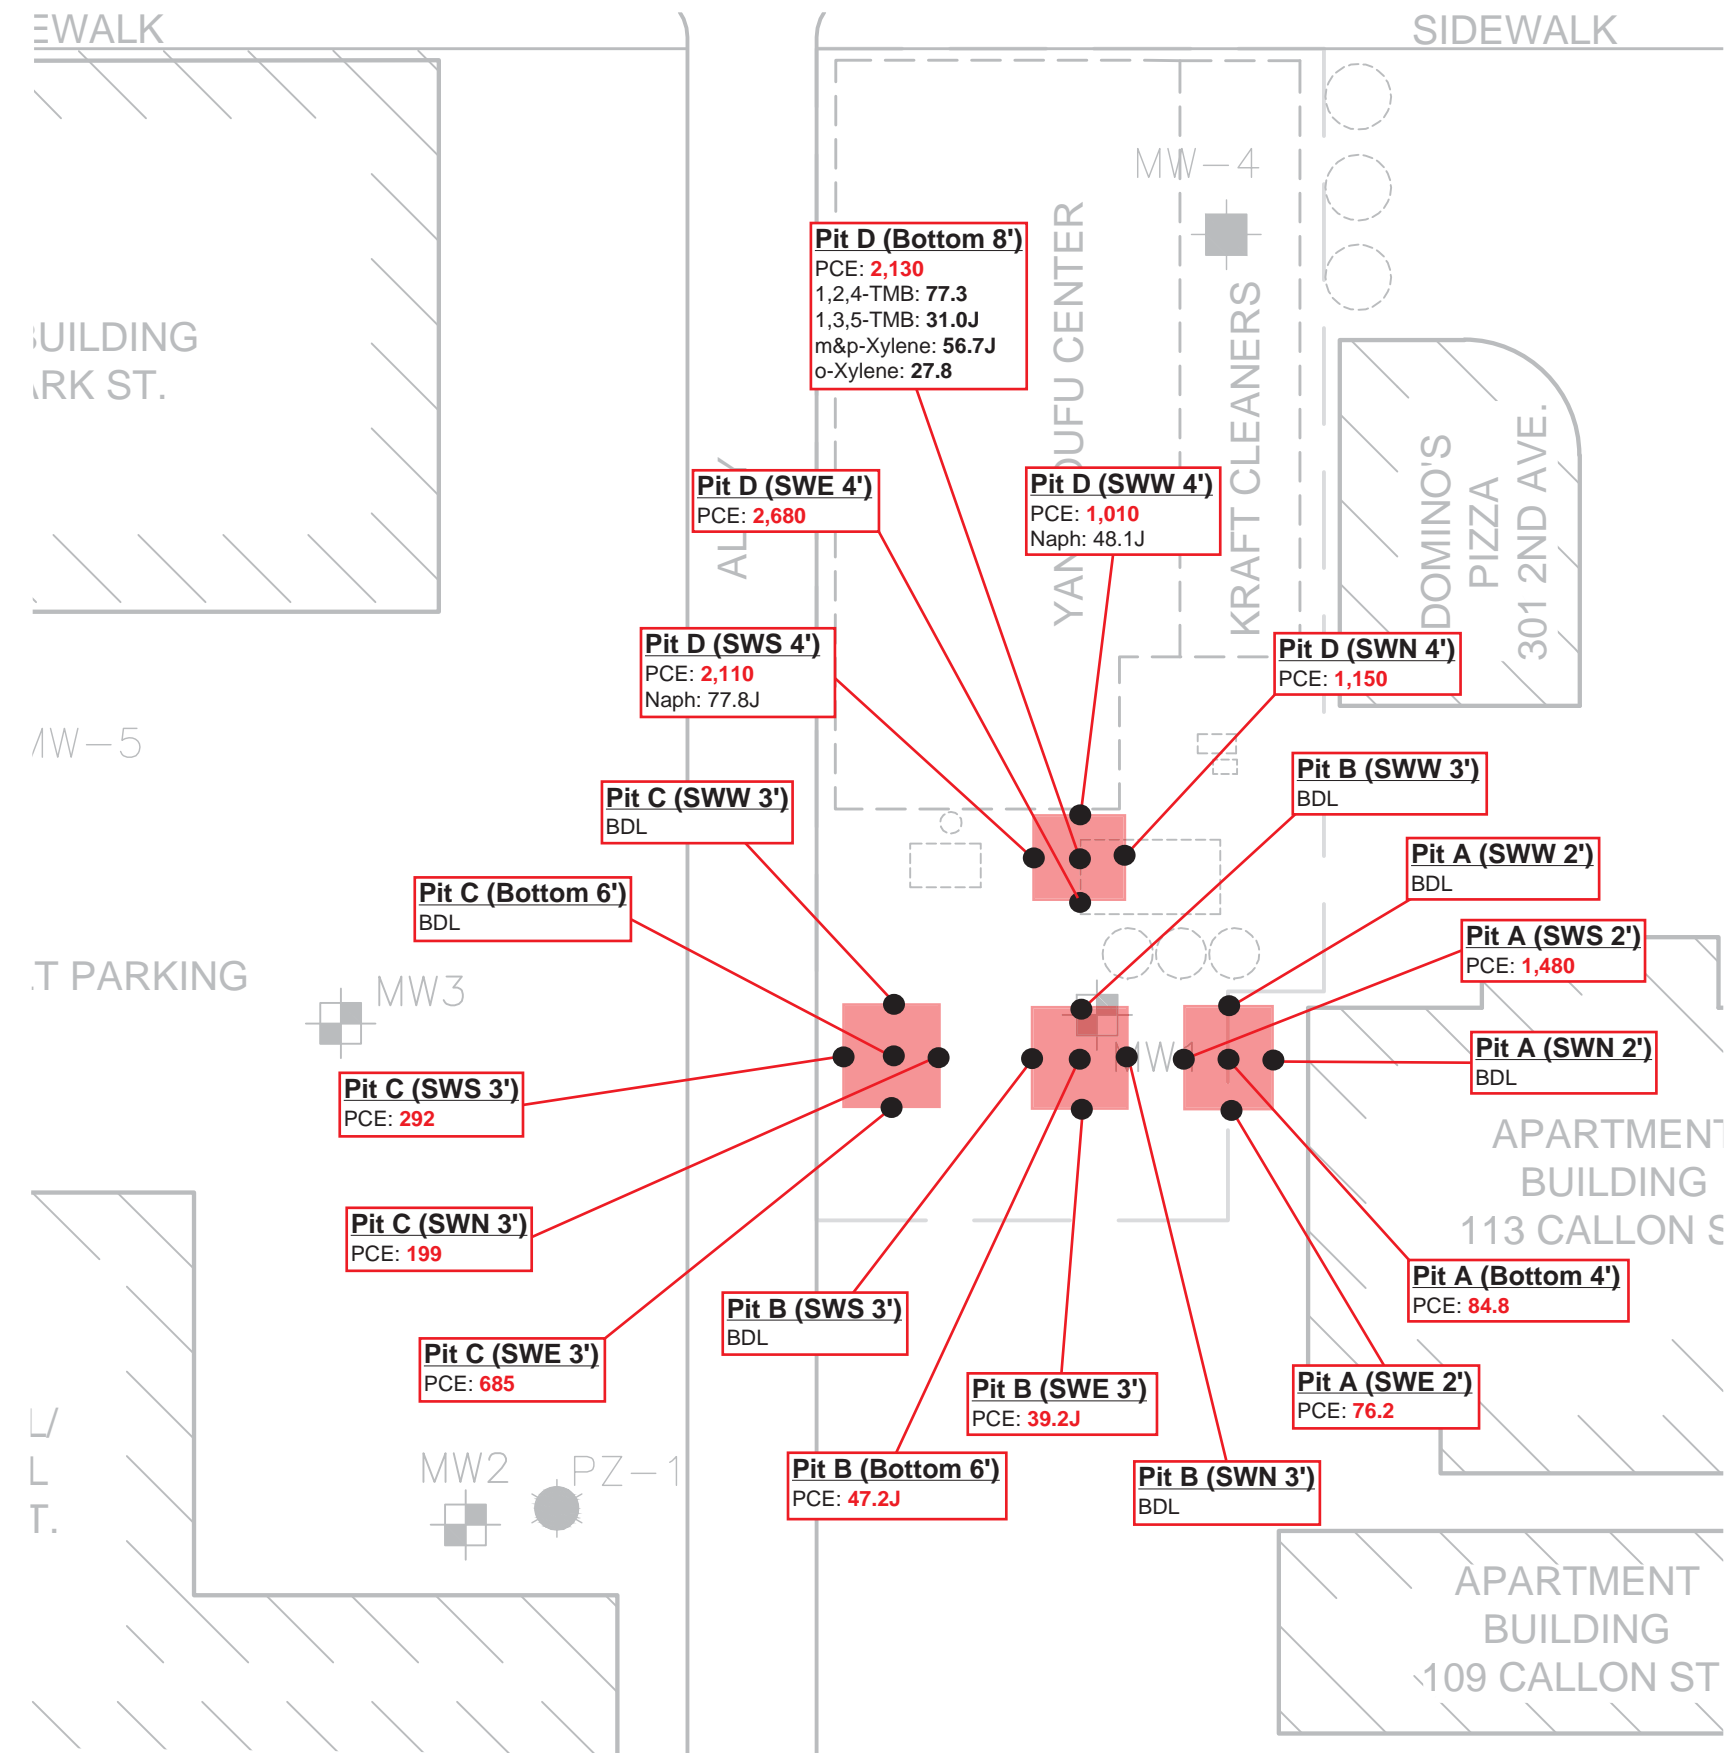 SIDEWALK
MW-4
Pit D (Bottom 8')
PCE: 2,130
1,2,4-TMB: 77.3
1,3,5-TMB: 31.0J
m&p-Xylene: 56.7J
o-Xylene: 27.8
CENTER
KRAFT CLEANERS
DOMINO'S
PIZZA
301 2ND AVE.
Pit D (SWE 4')
PCE: 2,680
Pit D (SWW 4')
PCE: 1,010
Naph: 48.1J
Pit D (SWS 4')
PCE: 2,110
Naph: 77.8J
Pit D (SWN 4')
PCE: 1,150
Pit C (SWW 3')
BDL
Pit B (SWW 3')
BDL
Pit A (SWW 2')
BDL
Pit C (Bottom 6')
BDL
Pit A (SWS 2')
PCE: 1,480
PARKING
MW3
MW1
Pit A (SWN 2')
BDL
Pit C (SWS 3')
PCE: 292
APARTMENT
BUILDING
113 CALLON S
Pit C (SWN 3')
PCE: 199
Pit A (Bottom 4')
PCE: 84.8
Pit B (SWS 3')
BDL
Pit C (SWE 3')
PCE: 685
Pit B (SWE 3')
PCE: 39.2J
Pit A (SWE 2')
PCE: 76.2
Pit B (Bottom 6')
PCE: 47.2J
Pit B (SWN 3')
BDL
MW2
PZ-1
APARTMENT
BUILDING
109 CALLON ST